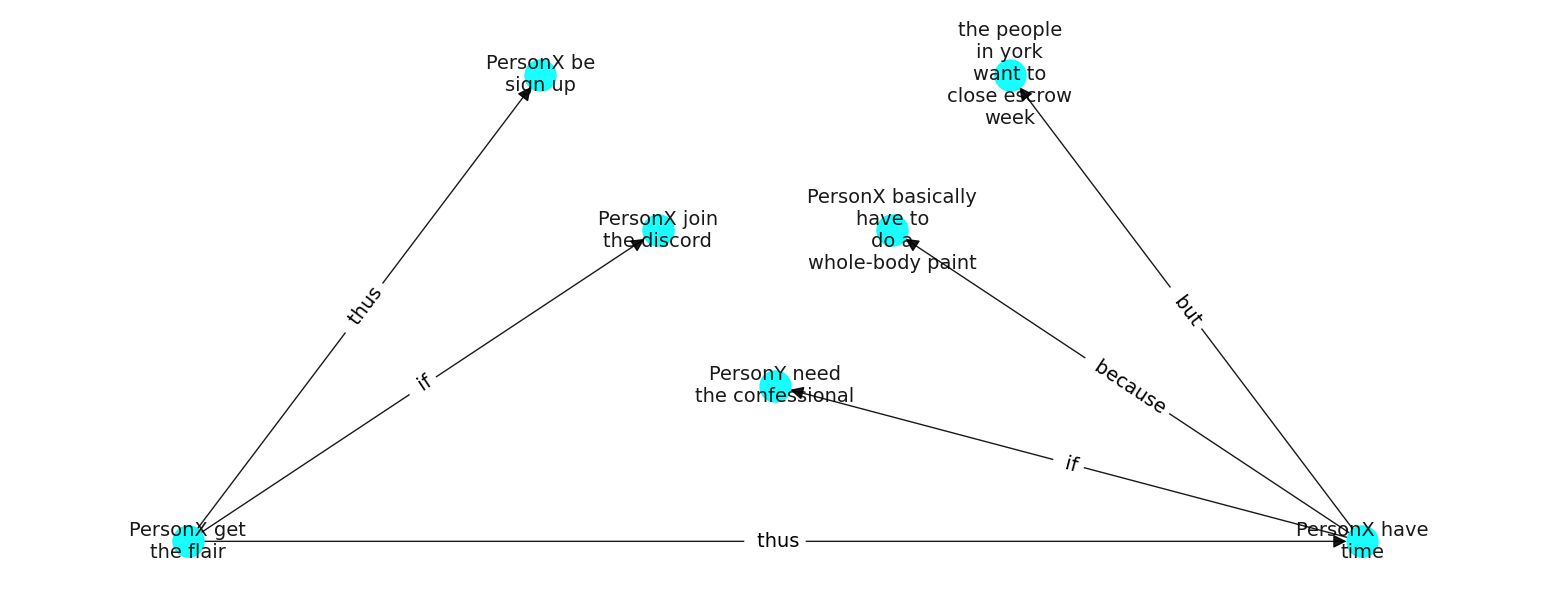 the people
in york
want to
close escrow
week
PersonX be
sign up
PersonX basically
have to
do a
whole-body paint
PersonX join
the discord
thus
but
if
because
PersonY need
the confessional
if
PersonX get
the flair
thus
PersonX have
time